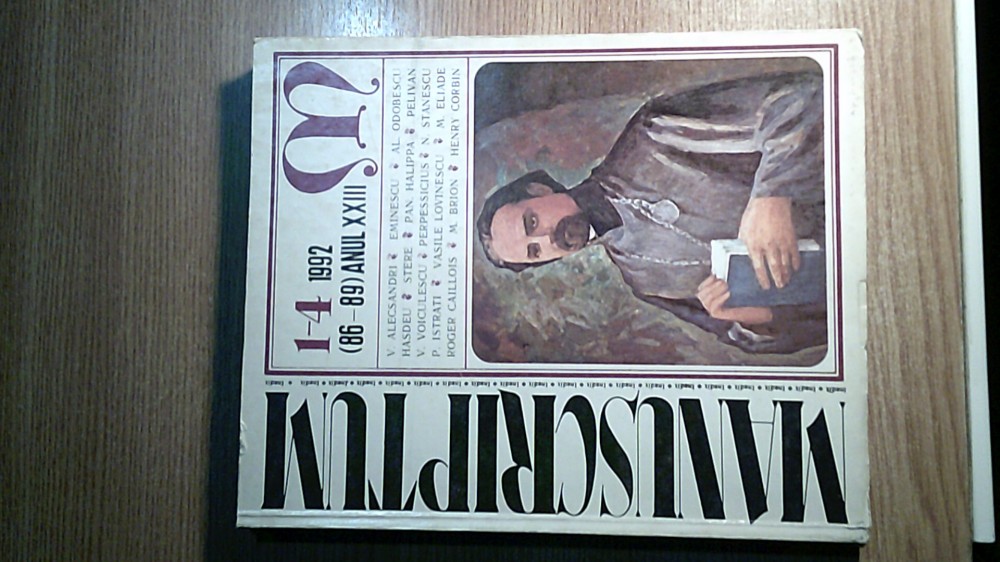 MANUSCRIPTUM
M
1-4 1992
(86-89) ANUL XXIII
V. ALECSANDRI EMINESCU AL ODOBESCU
HASDEU STERE PAN. HALIPPA PELIVAN
V. VOICULESCU PERPESSICIUS N. STANESCU
P. ISTRATI VASILE LOVINESCU M. ELIADE
ROGER CAILLOIS M. BRION HENRY CORBIN